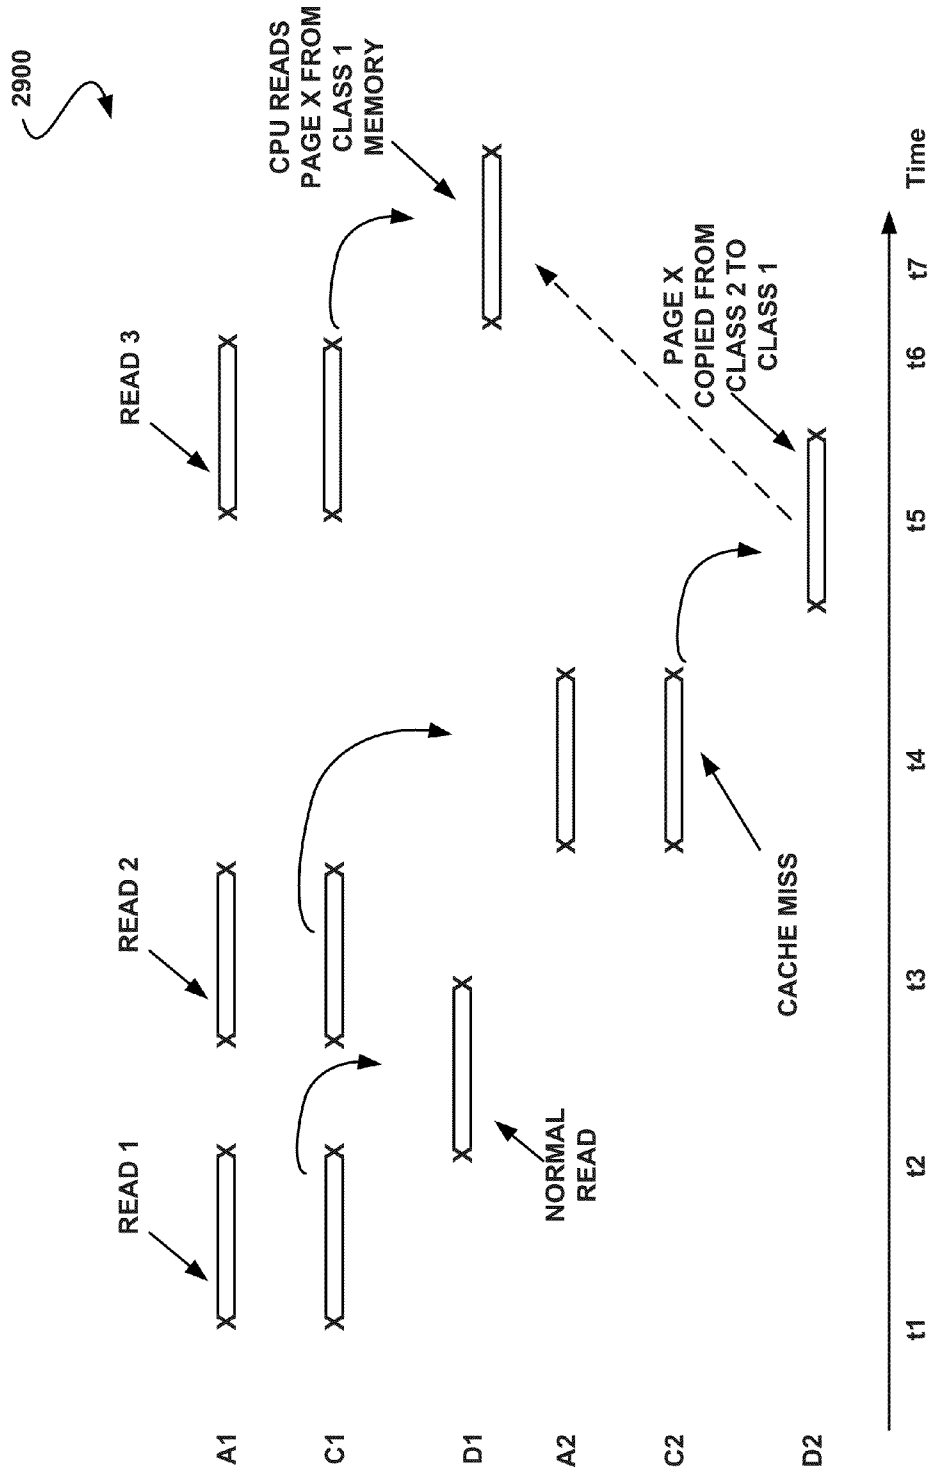 2900
READ 1
READ 2
READ 3
CPU READS
PAGE X FROM
CLASS 1
MEMORY
A1
C1
D1
NORMAL
READ
A2
C2
CACHE MISS
PAGE X
COPIED FROM
CLASS 2 TO
CLASS 1
D2
t1 t2 t3 t4 t5 t6 t7 Time